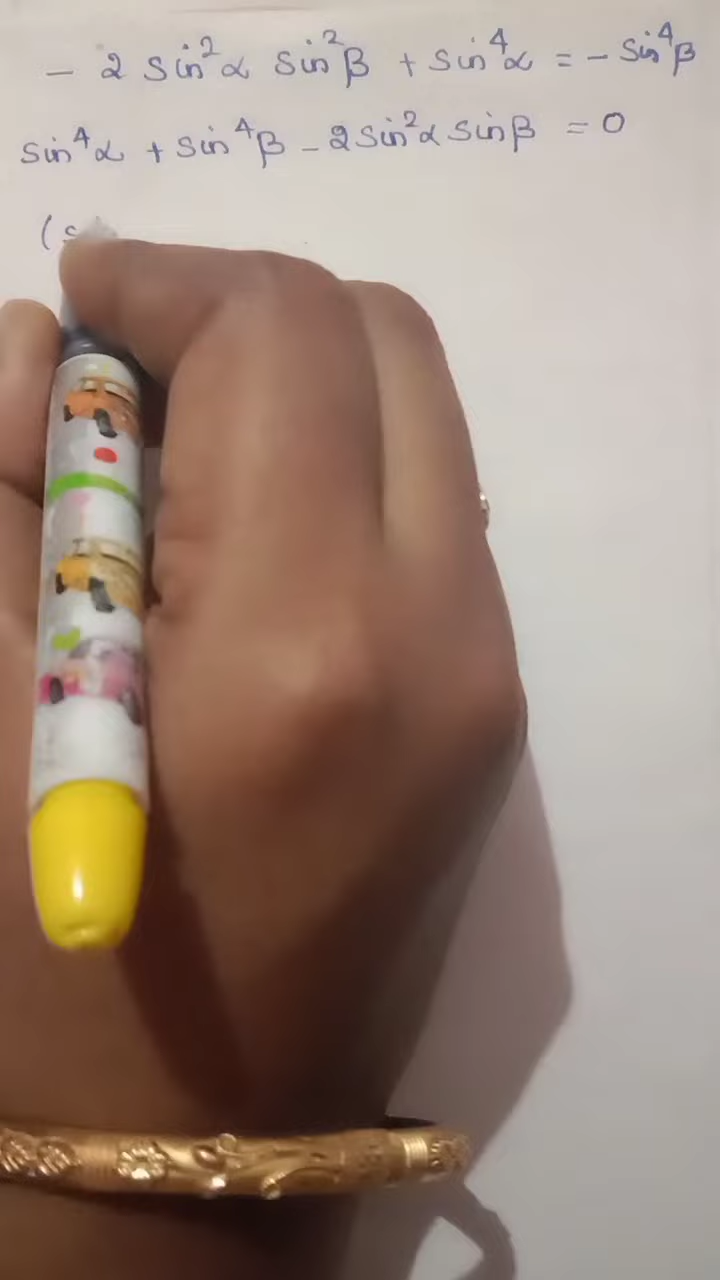 - 2 sin²α sin²β + sin⁴α = - sin⁴β
sin⁴α + sin⁴β - 2 sin²α sinβ = 0
(s